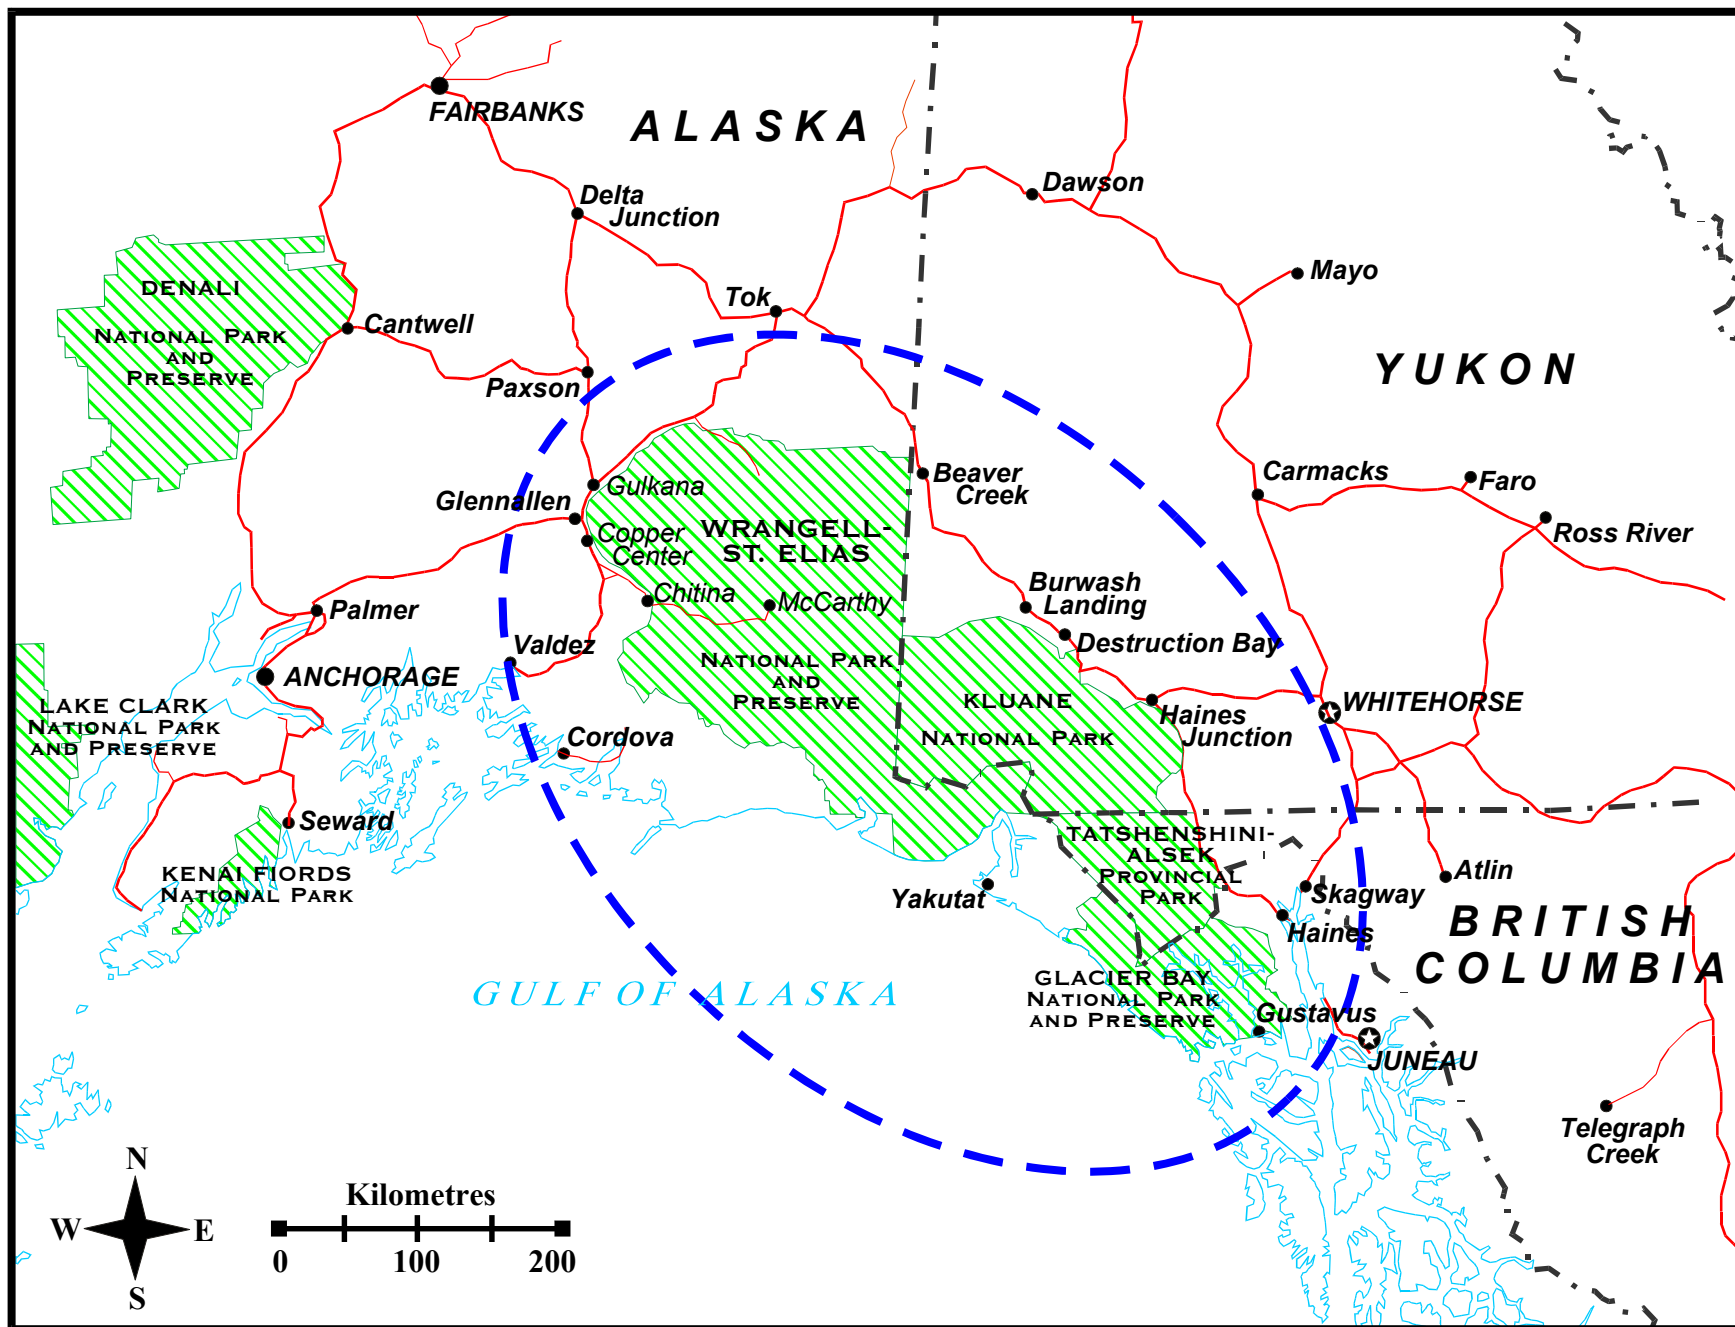 FAIRBANKS
ALASKA
Delta
Junction
Dawson
Mayo
DENALI
National Park
and
Preserve
Cantwell
Tok
Paxson
YUKON
Glennallen
Gulkana
Copper
Center
WRANGELL-
ST. ELIAS
Beaver
Creek
Carmacks
Faro
Ross River
Chitina
McCarthy
Burwash
Landing
Destruction Bay
Palmer
Valdez
ANCHORAGE
National Park
and
Preserve
LAKE CLARK
National Park
and Preserve
KLUANE
National Park
Haines
Junction
WHITEHORSE
Cordova
Seward
KENAI FIORDS
National Park
TATSHENSHINI-
ALSEK
Provincial
Park
Yakutat
Skagway
Haines
Atlin
BRITISH
COLUMBIA
GULF OF ALASKA
GLACIER BAY
National Park
and Preserve
Gustavus
JUNEAU
Telegraph
Creek
N
W E
S
Kilometres
0 100 200